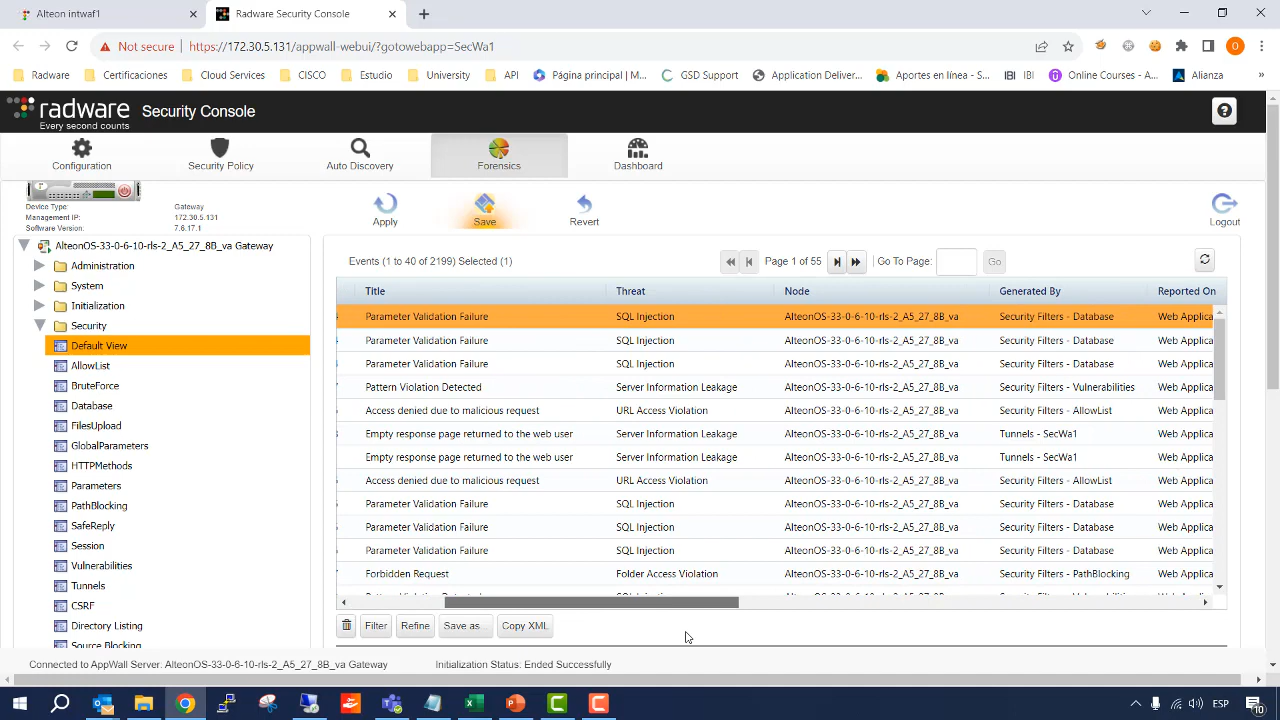 Alteon intwaf1
Radware Security Console
Not secure
https://172.30.5.131/appwall-webui/?gotowebapp=SecWa1
O
Radware
Certificaciones
Cloud Services
CISCO
Estudio
University
API
Página principal | M...
GSD Support
Application Deliver...
Aportes en línea - S...
IBI
Online Courses - A...
Alianza
»
radware
Every second counts
Security Console
Configuration
Security Policy
Auto Discovery
Forensics
Dashboard
Device Type: Gateway
Management IP: 172.30.5.131
Software Version: 7.6.17.1
Apply
Save
Revert
Logout
AlteonOS-33-0-6-10-rls-2_A5_27_8B_va Gateway
Administration
System
Initialization
Security
Default View
AllowList
BruteForce
Database
FilesUpload
GlobalParameters
HTTPMethods
Parameters
PathBlocking
SafeReply
Session
Vulnerabilities
Tunnels
CSRF
Directory Listing
Source Blocking
Events (1 to 40 of 2199) Selected (1)
Page 1 of 55
Go To Page:
Go
Title Threat Node Generated By Reported On
Parameter Validation Failure SQL Injection AlteonOS-33-0-6-10-rls-2_A5_27_8B_va Security Filters - Database Web Applicat
Parameter Validation Failure SQL Injection AlteonOS-33-0-6-10-rls-2_A5_27_8B_va Security Filters - Database Web Applicat
Parameter Validation Failure SQL Injection AlteonOS-33-0-6-10-rls-2_A5_27_8B_va Security Filters - Database Web Applicat
Pattern Violation Detected Server Information Leakage AlteonOS-33-0-6-10-rls-2_A5_27_8B_va Security Filters - Vulnerabilities Web Applicat
Access denied due to malicious request URL Access Violation AlteonOS-33-0-6-10-rls-2_A5_27_8B_va Security Filters - AllowList Web Applicat
Empty response page returned to the web user Server Information Leakage AlteonOS-33-0-6-10-rls-2_A5_27_8B_va Tunnels - SecWa1 Web Applicat
Empty response page returned to the web user Server Information Leakage AlteonOS-33-0-6-10-rls-2_A5_27_8B_va Tunnels - SecWa1 Web Applicat
Access denied due to malicious request URL Access Violation AlteonOS-33-0-6-10-rls-2_A5_27_8B_va Security Filters - AllowList Web Applicat
Parameter Validation Failure SQL Injection AlteonOS-33-0-6-10-rls-2_A5_27_8B_va Security Filters - Database Web Applicat
Parameter Validation Failure SQL Injection AlteonOS-33-0-6-10-rls-2_A5_27_8B_va Security Filters - Database Web Applicat
Parameter Validation Failure SQL Injection AlteonOS-33-0-6-10-rls-2_A5_27_8B_va Security Filters - Database Web Applicat
Forbidden Request Folder Access Violation AlteonOS-33-0-6-10-rls-2_A5_27_8B_va Security Filters - PathBlocking Web Applicat
Filter
Refine
Save as...
Copy XML
Connected to AppWall Server: AlteonOS-33-0-6-10-rls-2_A5_27_8B_va Gateway
Initialization Status: Ended Successfully
ESP
10